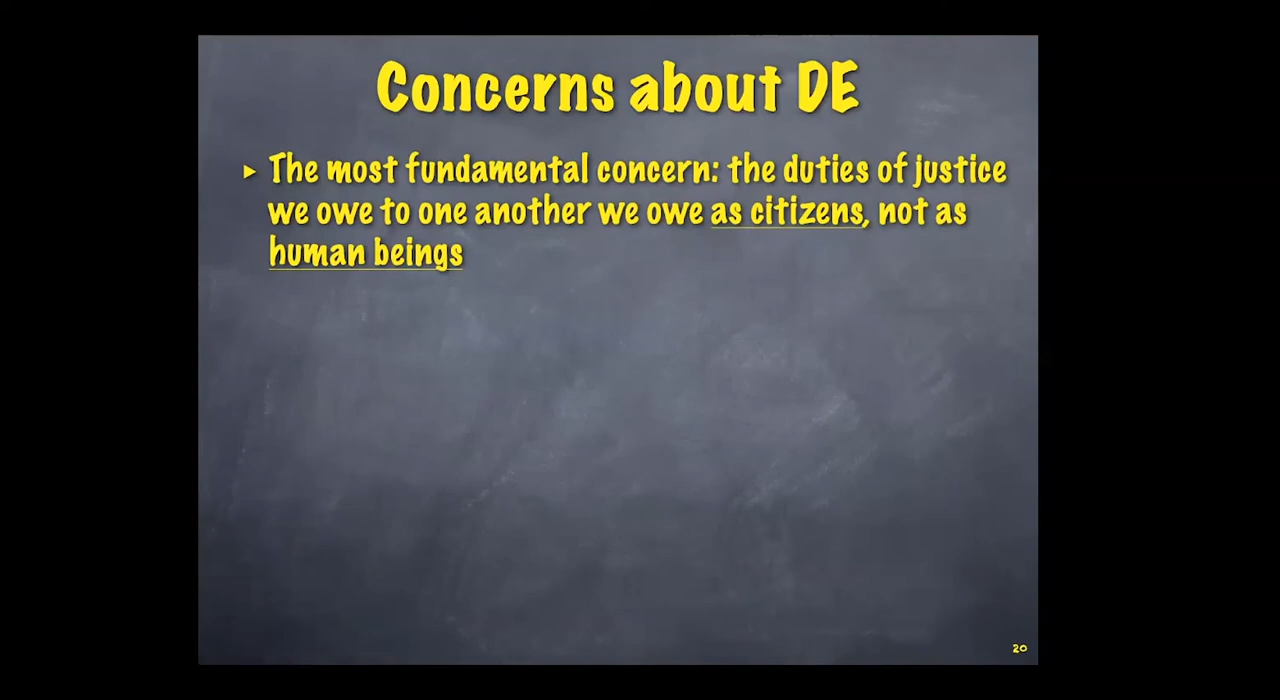 Concerns about DE
▸ The most fundamental concern: the duties of justice
we owe to one another we owe as citizens, not as
human beings
20